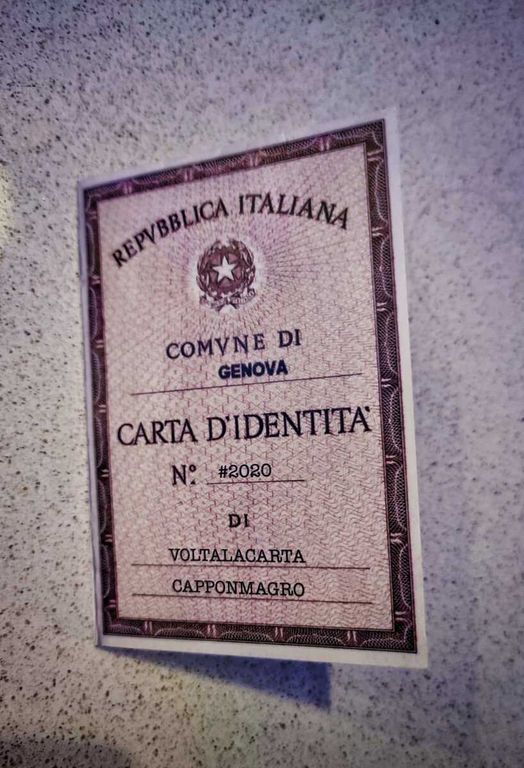 REPVBBLICA ITALIANA
COMVNE DI
GENOVA
CARTA D'IDENTITA'
N°. #2020
DI
VOLTALACARTA
CAPPONMAGRO